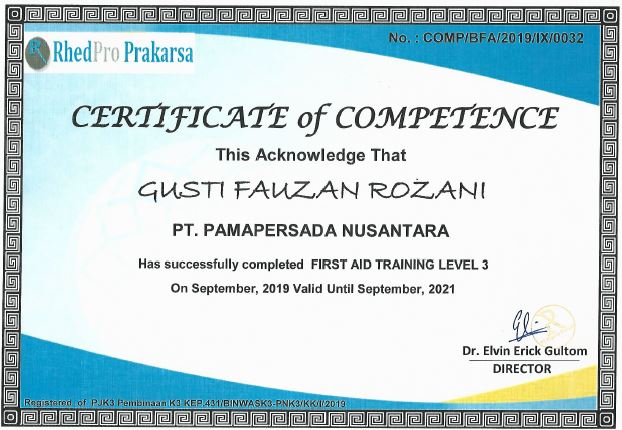 RhedPro Prakarsa
No. : COMP/BFA/2019/IX/0032
CERTIFICATE of COMPETENCE
This Acknowledge That
GUSTI FAUZAN ROZANI
PT. PAMAPERSADA NUSANTARA
Has successfully completed FIRST AID TRAINING LEVEL 3
On September, 2019 Valid Until September, 2021
Dr. Elvin Erick Gultom
DIRECTOR
Registered of PJK3 Pembinaan K3 KEP.431/BINWASK3-PNK3/KK/I/2019